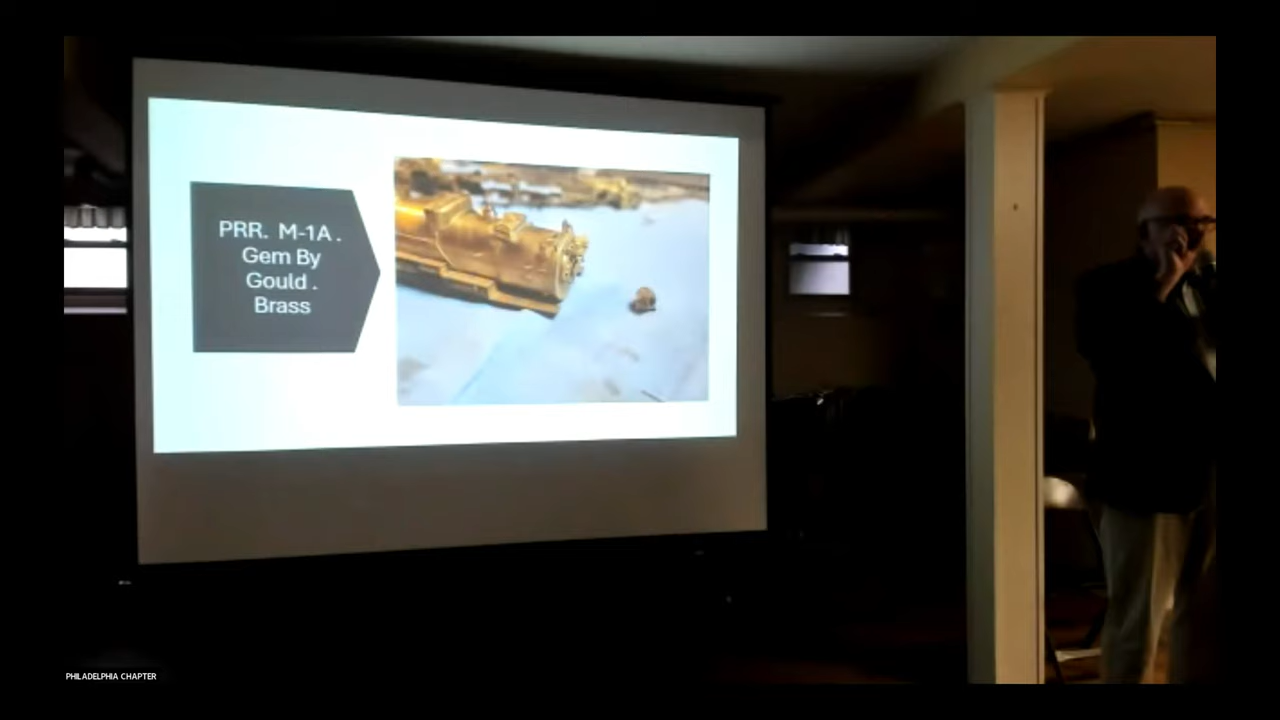 PRR. M-1A .
Gem By
Gould .
Brass
PHILADELPHIA CHAPTER